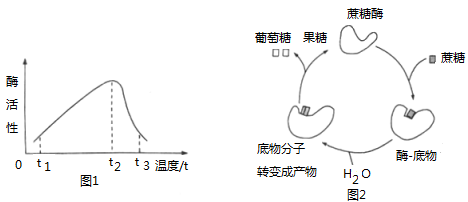 酶
活
性
0
t1
t2
t3
温度/t
图1
蔗糖酶
葡萄糖
果糖
蔗糖
底物分子
转变成产物
酶-底物
H2O
图2